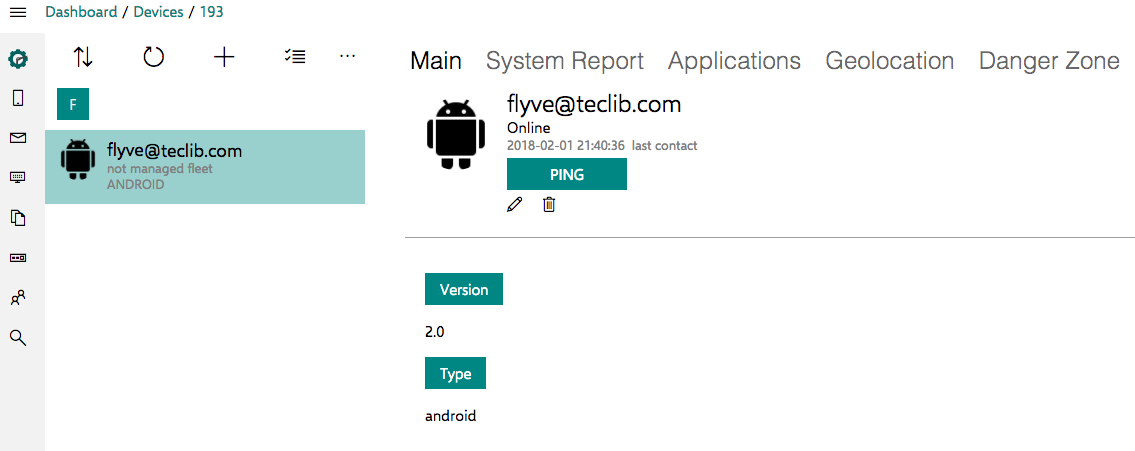 Dashboard / Devices / 193
F
flyve@teclib.com
not managed fleet
ANDROID
Main System Report Applications Geolocation Danger Zone
flyve@teclib.com
Online
2018-02-01 21:40:36 last contact
PING
Version
2.0
Type
android